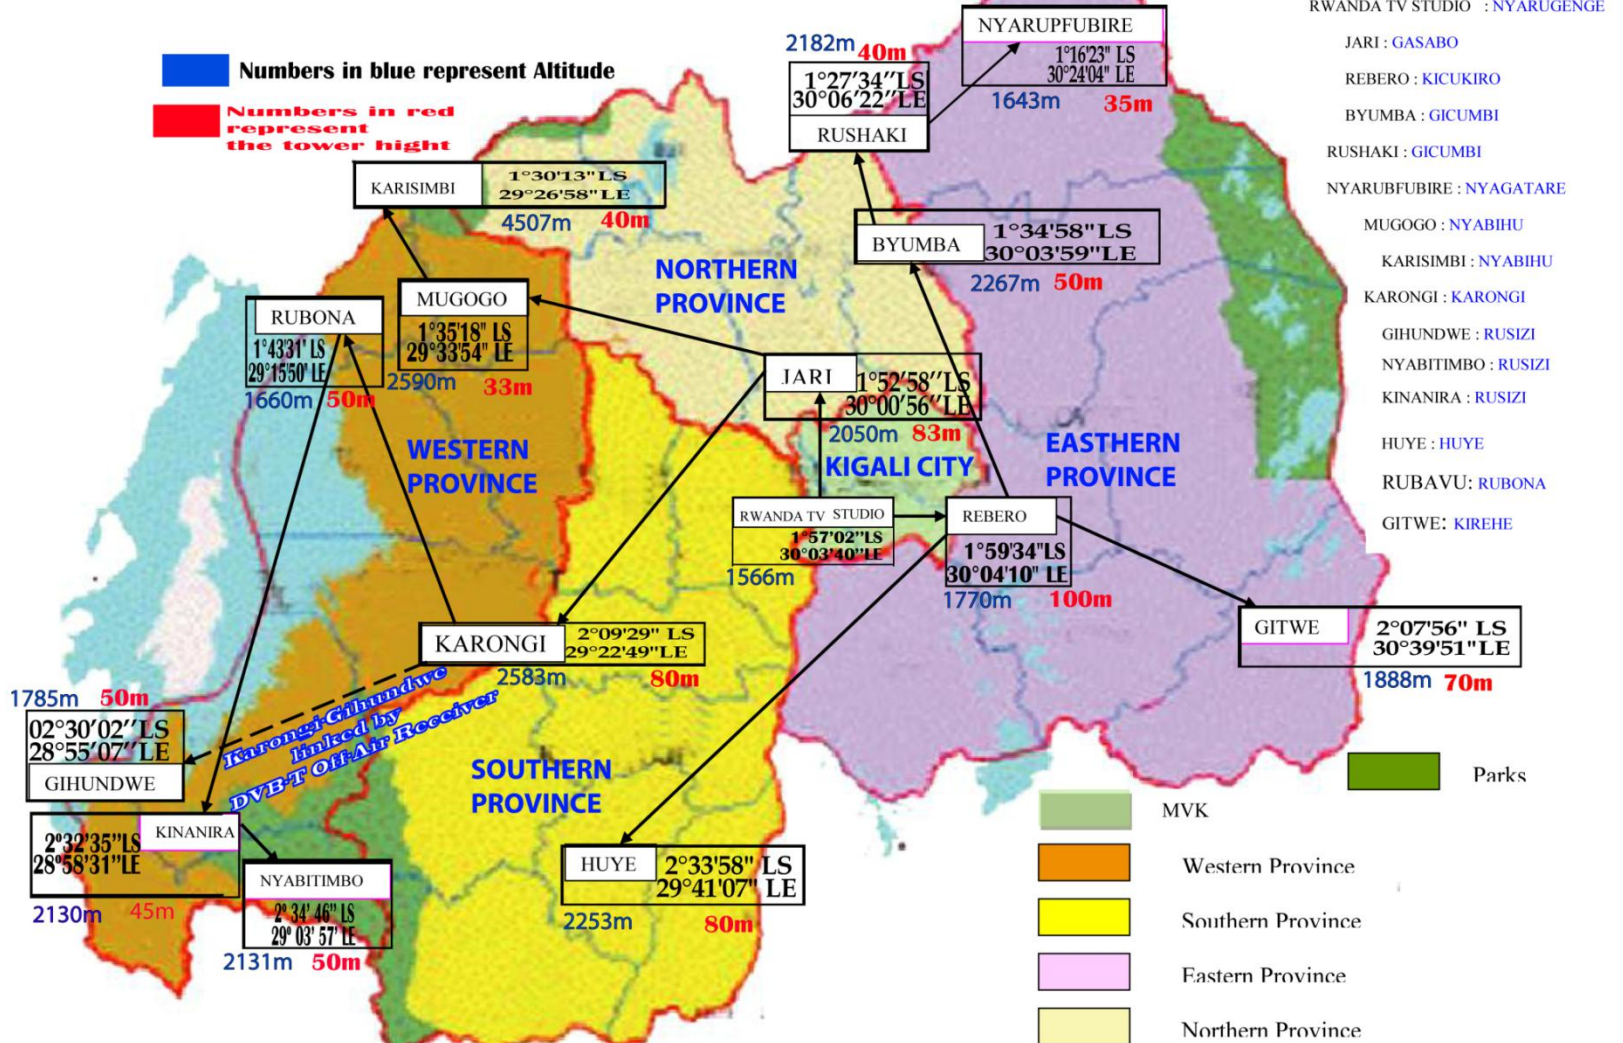 RWANDA TV STUDIO : NYARUGENGE
JARI : GASABO
REBERO : KICUKIRO
BYUMBA : GICUMBI
RUSHAKI : GICUMBI
NYARUBFUBIRE : NYAGATARE
MUGOGO : NYABIHU
KARISIMBI : NYABIHU
KARONGI : KARONGI
GIHUNDWE : RUSIZI
NYABITIMBO : RUSIZI
KINANIRA : RUSIZI
HUYE : HUYE
RUBAVU: RUBONA
GITWE: KIREHE
Numbers in blue represent Altitude
Numbers in red
represent
the tower hight
NYARUPFUBIRE
1°16'23" LS
30°24'04" LE
1643m 35m
2182m 40m
1°27'34''LS
30°06'22''LE
RUSHAKI
KARISIMBI
1°30'13"LS
29°26'58"LE
4507m 40m
BYUMBA
1°34'58"LS
30°03'59"LE
2267m 50m
NORTHERN
PROVINCE
MUGOGO
1°35'18" LS
29°33'54" LE
2590m 33m
RUBONA
1°43'31' LS
29°15'50' LE
1660m 50m
JARI
1°52'58''LS
30°00'56''LE
2050m 83m
WESTERN
PROVINCE
KIGALI CITY
EASTHERN
PROVINCE
RWANDA TV STUDIO
1°57'02''LS
30°03'40''LE
1566m
REBERO
1°59'34"LS
30°04'10" LE
1770m 100m
KARONGI
2°09'29" LS
29°22'49"LE
2583m 80m
GITWE
2°07'56" LS
30°39'51"LE
1888m 70m
Karongi-Gihundwe
linked by
DVB-T Off-Air Receiver
1785m 50m
02°30'02''LS
28°55'07''LE
GIHUNDWE
SOUTHERN
PROVINCE
KINANIRA
2°32'35''LS
28°58'31''LE
2130m 45m
NYABITIMBO
2° 34' 46'' LS
29° 03' 57' LE
2131m 50m
HUYE
2°33'58" LS
29°41'07" LE
2253m 80m
Parks
MVK
Western Province
Southern Province
Eastern Province
Northern Province